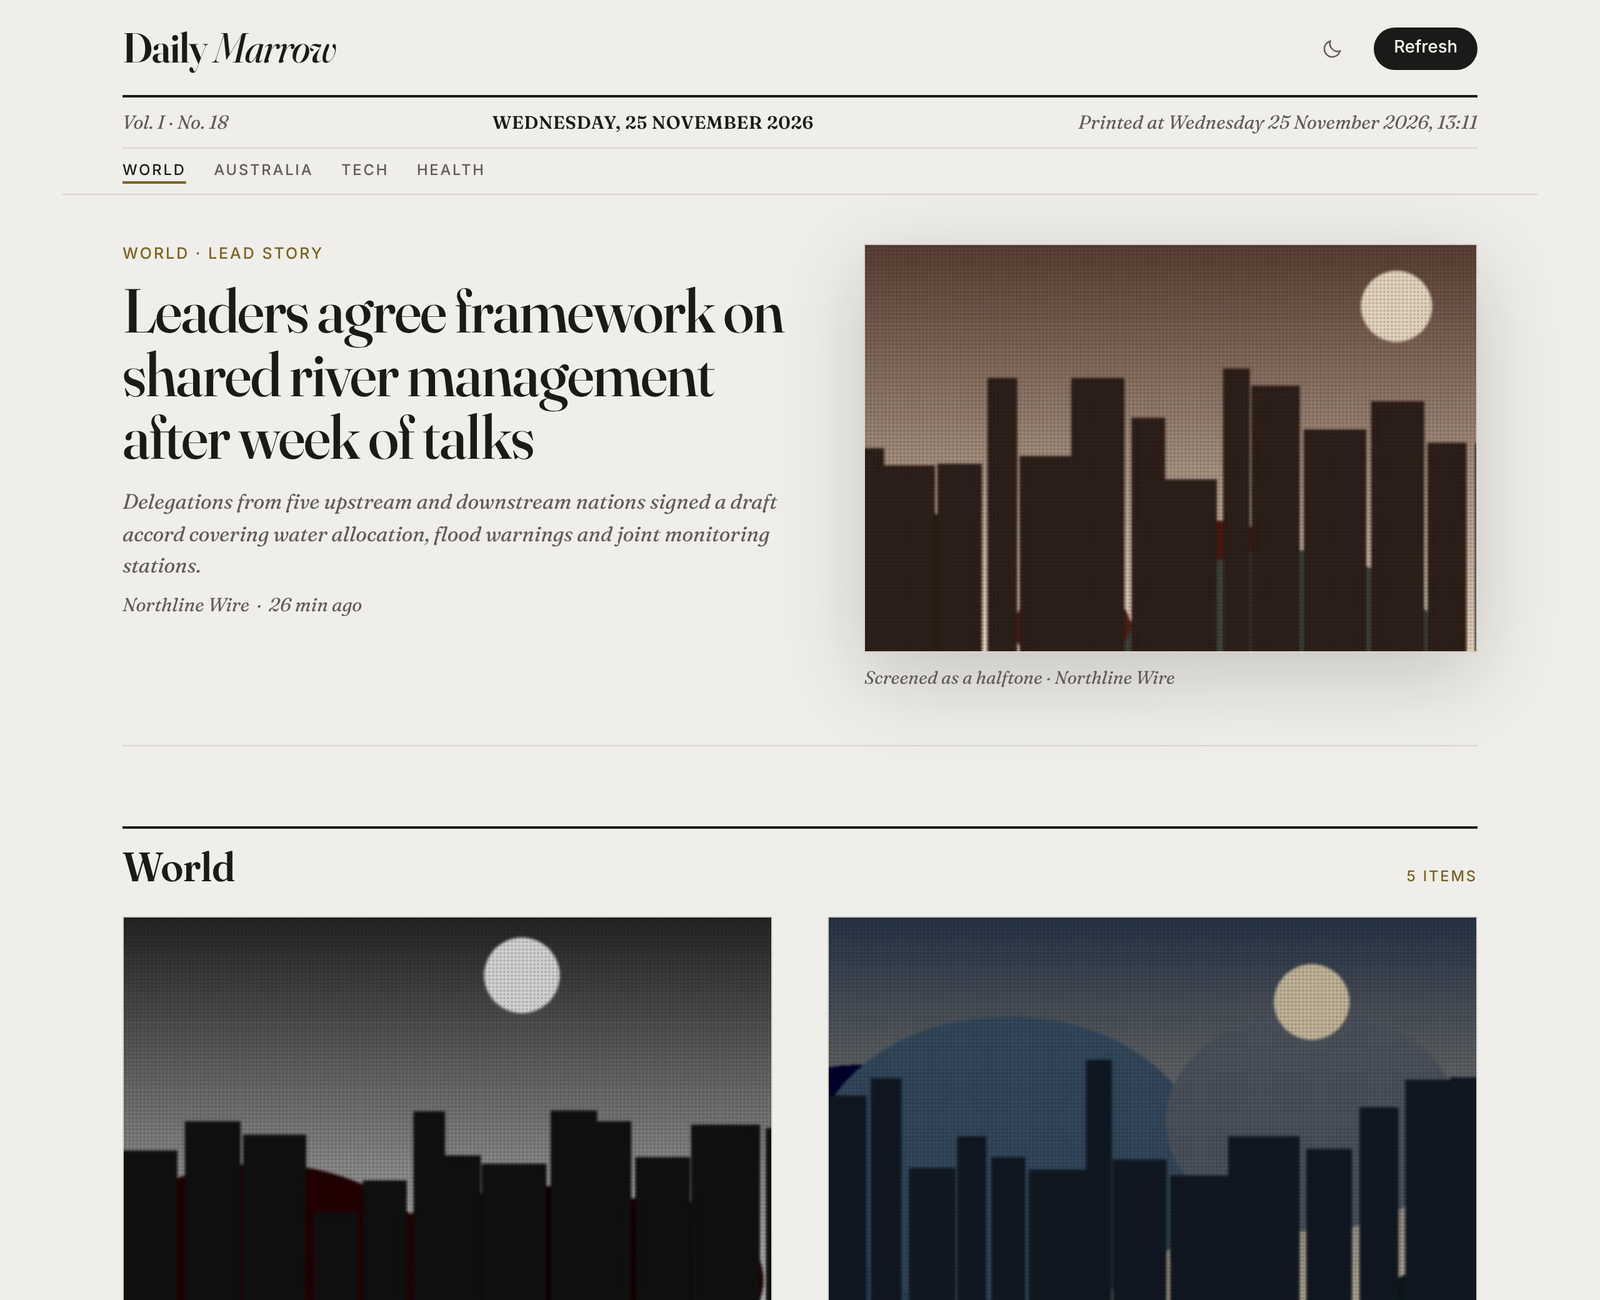 Daily Marrow
Refresh
Vol. I · No. 18
WEDNESDAY, 25 NOVEMBER 2026
Printed at Wednesday 25 November 2026, 13:11
WORLD AUSTRALIA TECH HEALTH
WORLD · LEAD STORY
Leaders agree framework on
shared river management
after week of talks
Delegations from five upstream and downstream nations signed a draft
accord covering water allocation, flood warnings and joint monitoring
stations.
Northline Wire · 26 min ago
Screened as a halftone · Northline Wire
World
5 ITEMS